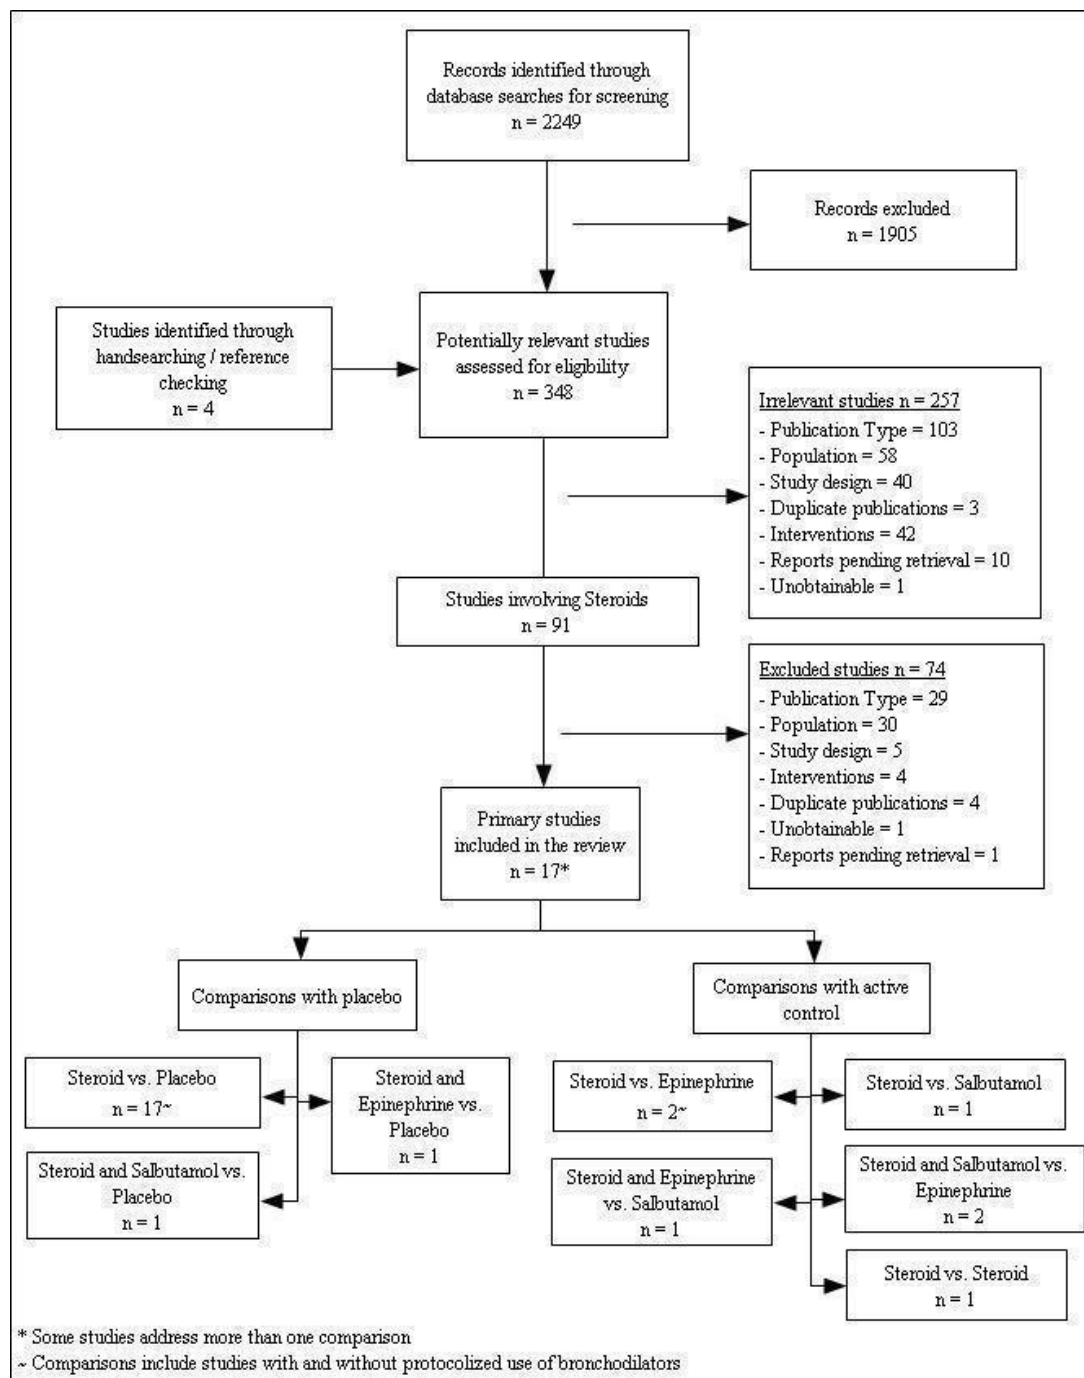 Records identified through
database searches for screening
n = 2249
Records excluded
n = 1905
Studies identified through
handsearching / reference
checking
n = 4
Potentially relevant studies
assessed for eligibility
n = 348
Irrelevant studies n = 257
- Publication Type = 103
- Population = 58
- Study design = 40
- Duplicate publications = 3
- Interventions = 42
- Reports pending retrieval = 10
- Unobtainable = 1
Studies involving Steroids
n = 91
Excluded studies n = 74
- Publication Type = 29
- Population = 30
- Study design = 5
- Interventions = 4
- Duplicate publications = 4
- Unobtainable = 1
- Reports pending retrieval = 1
Primary studies
included in the review
n = 17*
Comparisons with placebo
Comparisons with active
control
Steroid vs. Placebo
n = 17~
Steroid and
Epinephrine vs.
Placebo
n = 1
Steroid and Salbutamol vs.
Placebo
n = 1
Steroid vs. Epinephrine
n = 2~
Steroid vs. Salbutamol
n = 1
Steroid and Epinephrine
vs. Salbutamol
n = 1
Steroid and Salbutamol vs.
Epinephrine
n = 2
Steroid vs. Steroid
n = 1
* Some studies address more than one comparison
~ Comparisons include studies with and without protocolized use of bronchodilators